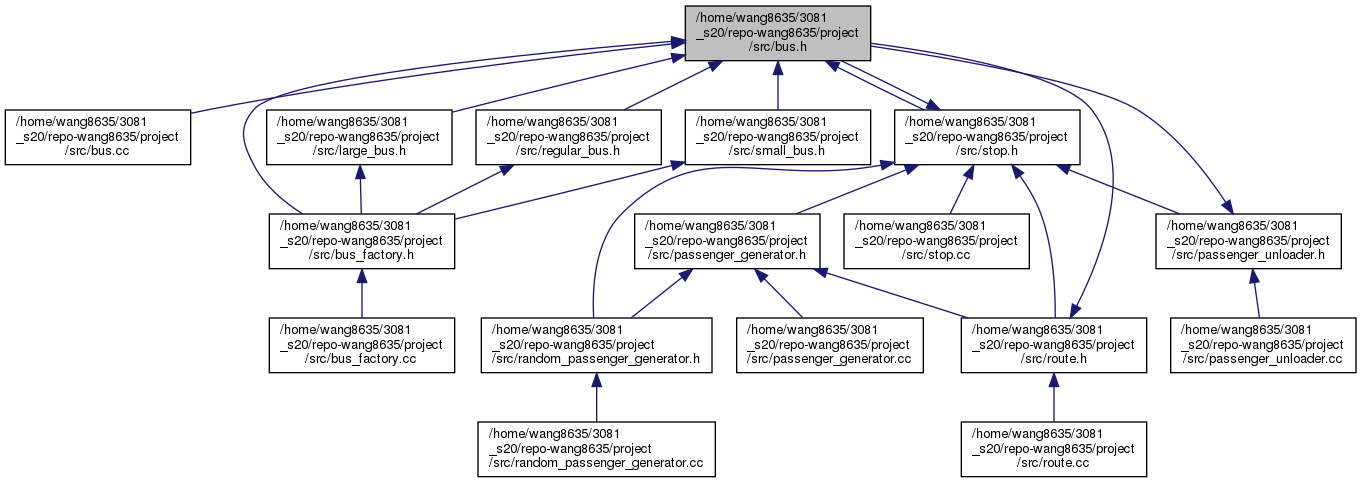 /home/wang8635/3081
_s20/repo-wang8635/project
/src/bus.h
/home/wang8635/3081
_s20/repo-wang8635/project
/src/bus.cc
/home/wang8635/3081
_s20/repo-wang8635/project
/src/large_bus.h
/home/wang8635/3081
_s20/repo-wang8635/project
/src/regular_bus.h
/home/wang8635/3081
_s20/repo-wang8635/project
/src/small_bus.h
/home/wang8635/3081
_s20/repo-wang8635/project
/src/stop.h
/home/wang8635/3081
_s20/repo-wang8635/project
/src/bus_factory.h
/home/wang8635/3081
_s20/repo-wang8635/project
/src/passenger_generator.h
/home/wang8635/3081
_s20/repo-wang8635/project
/src/stop.cc
/home/wang8635/3081
_s20/repo-wang8635/project
/src/passenger_unloader.h
/home/wang8635/3081
_s20/repo-wang8635/project
/src/bus_factory.cc
/home/wang8635/3081
_s20/repo-wang8635/project
/src/random_passenger_generator.h
/home/wang8635/3081
_s20/repo-wang8635/project
/src/passenger_generator.cc
/home/wang8635/3081
_s20/repo-wang8635/project
/src/route.h
/home/wang8635/3081
_s20/repo-wang8635/project
/src/passenger_unloader.cc
/home/wang8635/3081
_s20/repo-wang8635/project
/src/random_passenger_generator.cc
/home/wang8635/3081
_s20/repo-wang8635/project
/src/route.cc